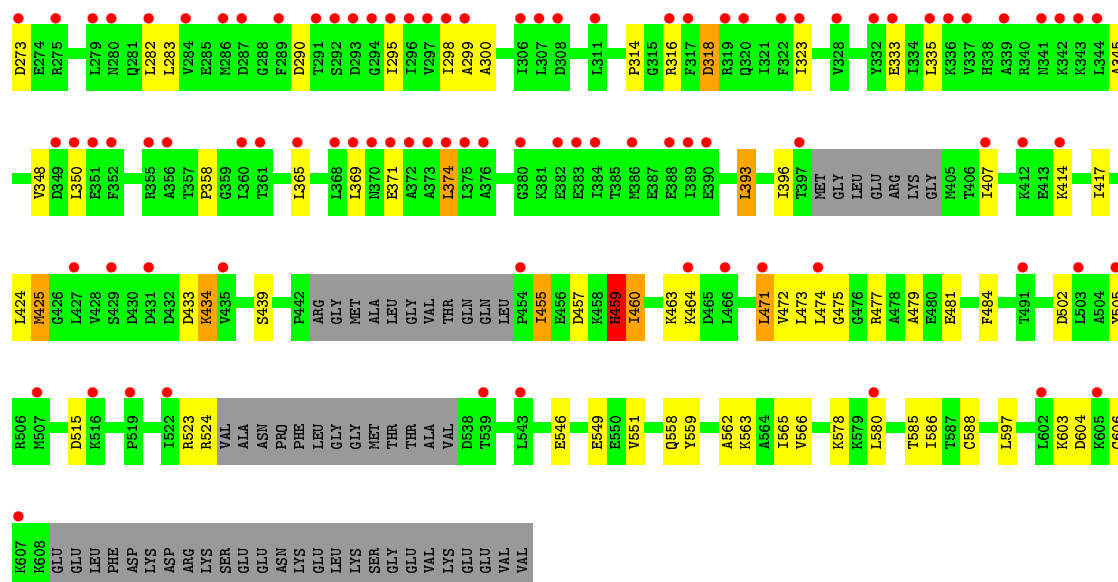 D273 E274 R275 L279 N280 Q281 L282 L283 V284 E285 M286 D287 G288 F289 D290 T291 S292 D293 G294 I295 I296 V297 I298 A299 A300 I306 L307 D308 L311 P314 G315 R316 F317 D318 R319 Q320 I321 F322 I323 V328 Y332 E333 I334 L335 K336 V337 H338 A339 R340 N341 K342 K343 L344 A345
V348 D349 L350 E351 F352 R355 A356 T357 P358 G359 L360 T361 L365 L368 L369 N370 E371 A372 A373 L374 L375 A376 G380 K381 E382 E383 I384 T385 M386 E387 E388 I389 E390 L393 I396 T397 MET GLY LEU GLU ARG LYS GLY M405 T406 I407 K412 E413 K414 I417
L424 M425 G426 L427 V428 S429 D430 D431 D432 D433 K434 V435 S439 P442 ARG GLY MET ALA LEU GLY VAL THR GLN GLN LEU P454 I455 E456 D457 K458 H459 I460 K463 K464 D465 L466 L471 V472 L473 L474 G475 G476 R477 A478 A479 E480 E481 F484 T491 D502 L503 A504 Y505
R506 M507 D515 K516 P519 I522 R523 R524 VAL ALA ASN PRO PHE LEU GLY GLY MET THR THR ALA VAL D538 T539 L543 E546 E549 E550 V551 Q558 Y559 A562 K563 A564 I565 V566 K578 K579 L580 T585 I586 T587 C588 L597 L602 K603 D604 K605 G606
K607 K608 GLU GLU LEU PHE ASP LYS ASP ARG LYS SER GLU GLU ASN LYS GLU LEU LYS SER GLY GLU VAL LYS GLU GLU VAL VAL